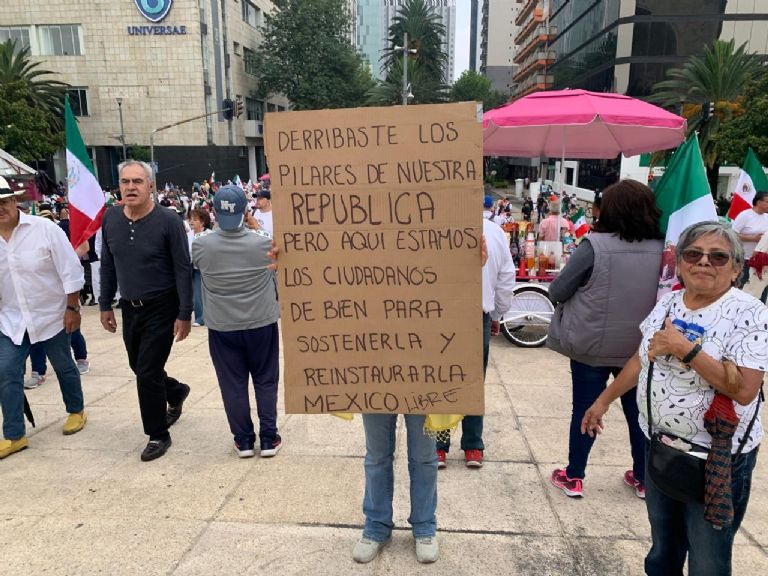 UNIVERSAE
DERRIBASTE LOS
PILARES DE NUESTRA
REPUBLICA
PERO AQUI ESTAMOS
LOS CIUDADANOS
DE BIEN PARA
SOSTENERLA Y
REINSTAURARLA
MEXICO LIBRE